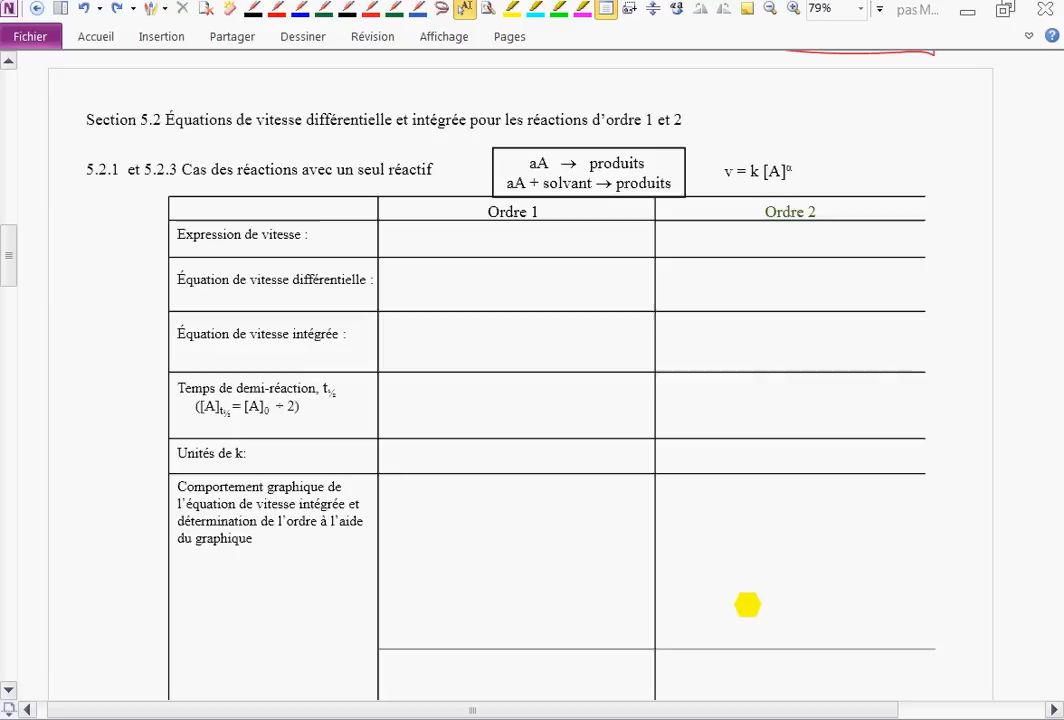 79%
pas M...
Fichier Accueil Insertion Partager Dessiner Révision Affichage Pages
Section 5.2 Équations de vitesse différentielle et intégrée pour les réactions d’ordre 1 et 2
5.2.1 et 5.2.3 Cas des réactions avec un seul réactif
aA → produits
aA + solvant → produits
v = k [A]ᵅ
Ordre 1 Ordre 2
Expression de vitesse :
Équation de vitesse différentielle :
Équation de vitesse intégrée :
Temps de demi-réaction, t½
([A]t½ = [A]₀ ÷ 2)
Unités de k:
Comportement graphique de
l’équation de vitesse intégrée et
détermination de l’ordre à l’aide
du graphique